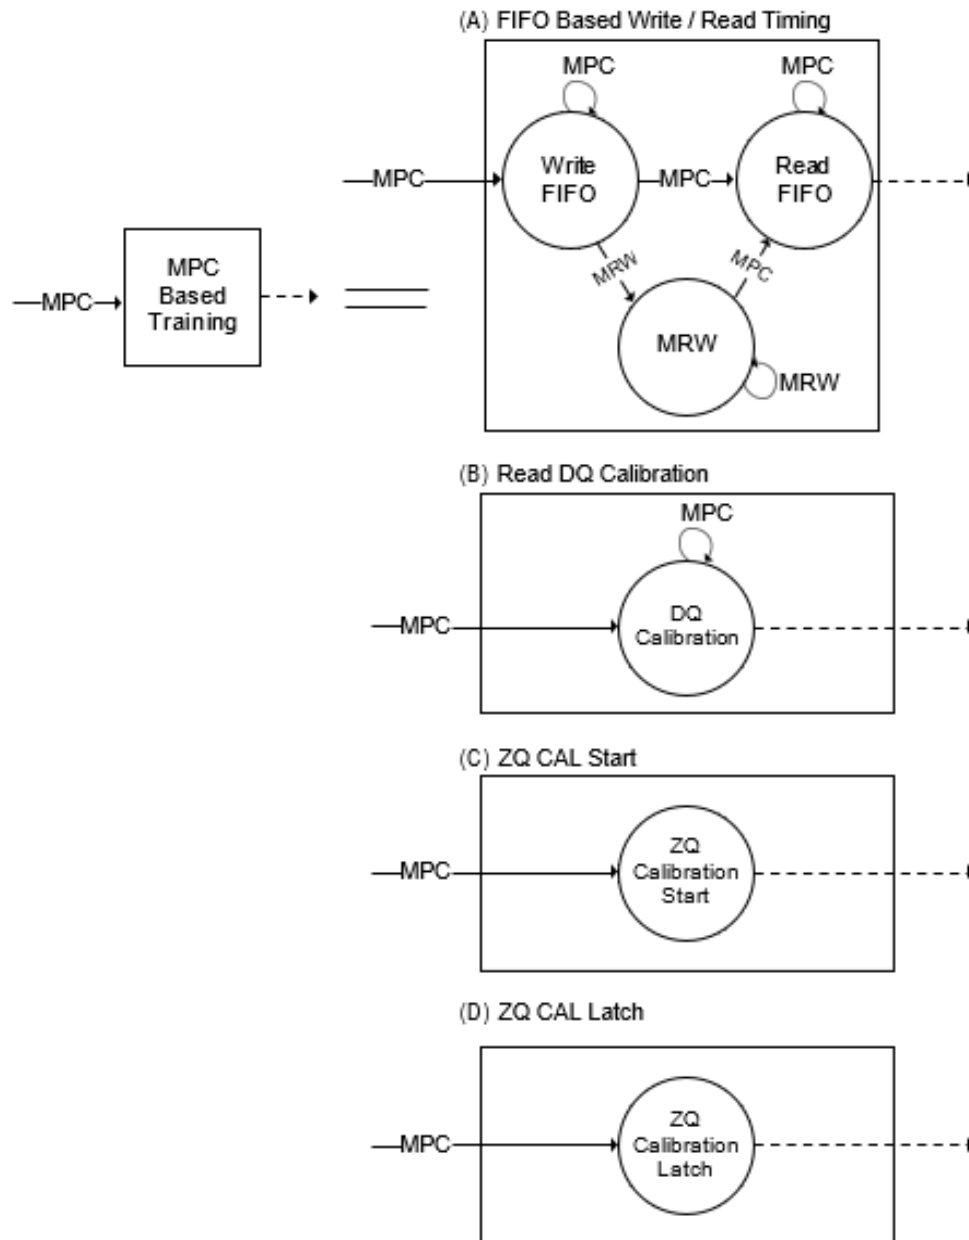 (A) FIFO Based Write / Read Timing
MPC
MPC
MPC
Write
FIFO
MPC
Read
FIFO
MRW
MPC
MRW
MRW
MPC
MPC
Based
Training
(B) Read DQ Calibration
MPC
MPC
DQ
Calibration
(C) ZQ CAL Start
MPC
ZQ
Calibration
Start
(D) ZQ CAL Latch
MPC
ZQ
Calibration
Latch